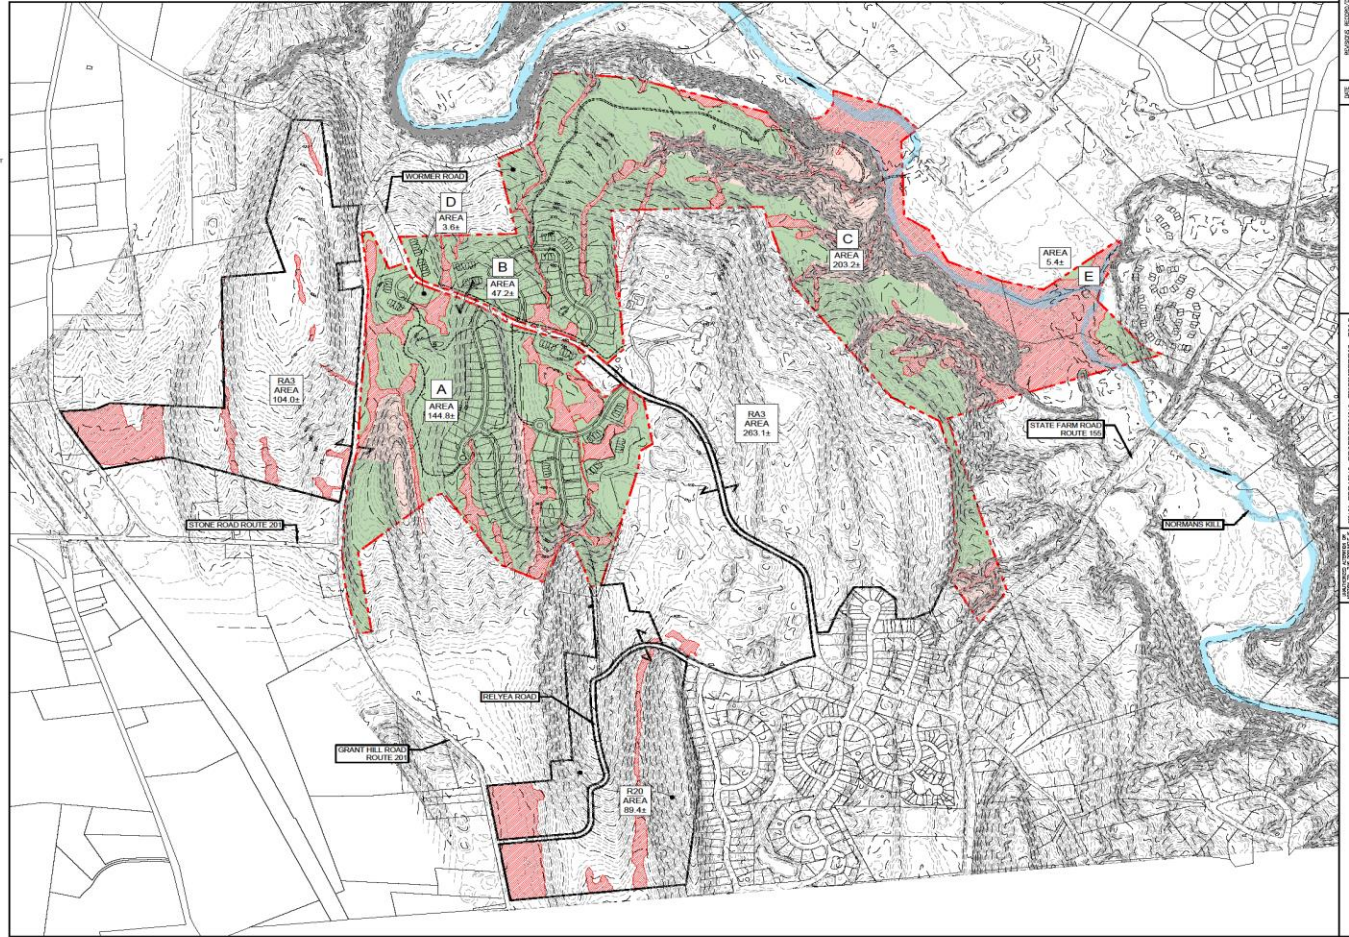 WORMER ROAD
D
AREA
3.6±
B
AREA
47.2±
C
AREA
203.2±
AREA
5.4±
E
RA3
AREA
104.0±
A
AREA
144.8±
RA3
AREA
263.1±
STATE FARM ROAD
ROUTE 155
STONE ROAD ROUTE 201
NORMANS KILL
RELYEA ROAD
GRANT HILL ROAD
ROUTE 201
R20
AREA
89.4±
DATE